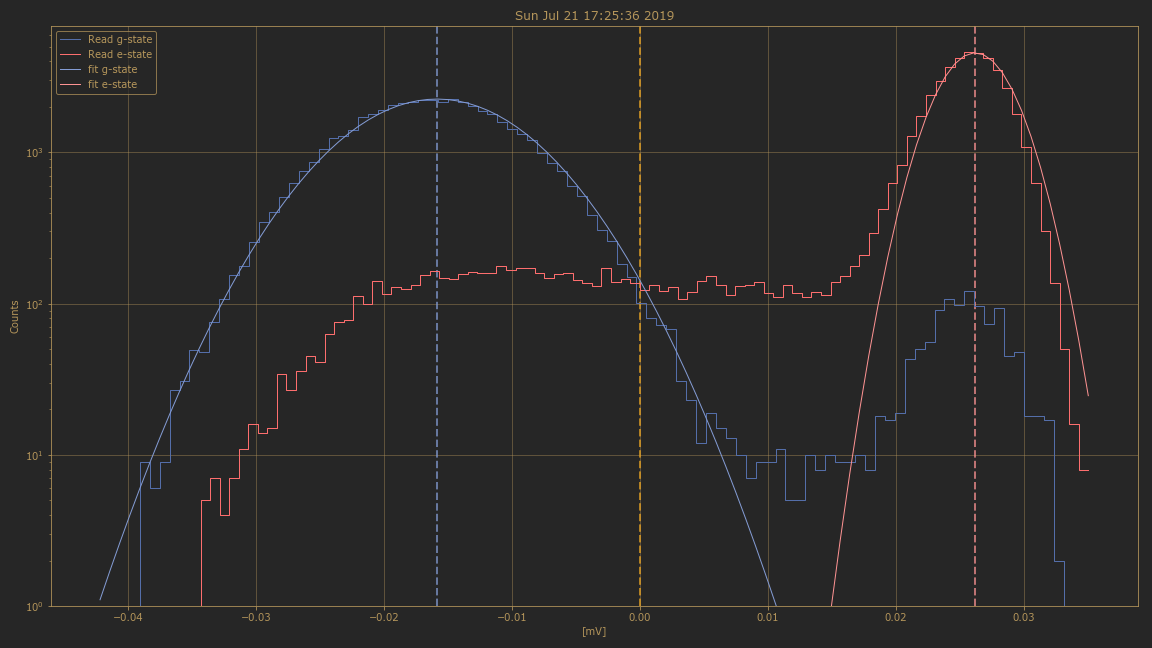 Sun Jul 21 17:25:36 2019
Read g-state
Read e-state
fit g-state
fit e-state
Counts
10³
10²
10¹
10⁰
−0.04
−0.03
−0.02
−0.01
0.00
0.01
0.02
0.03
[mV]